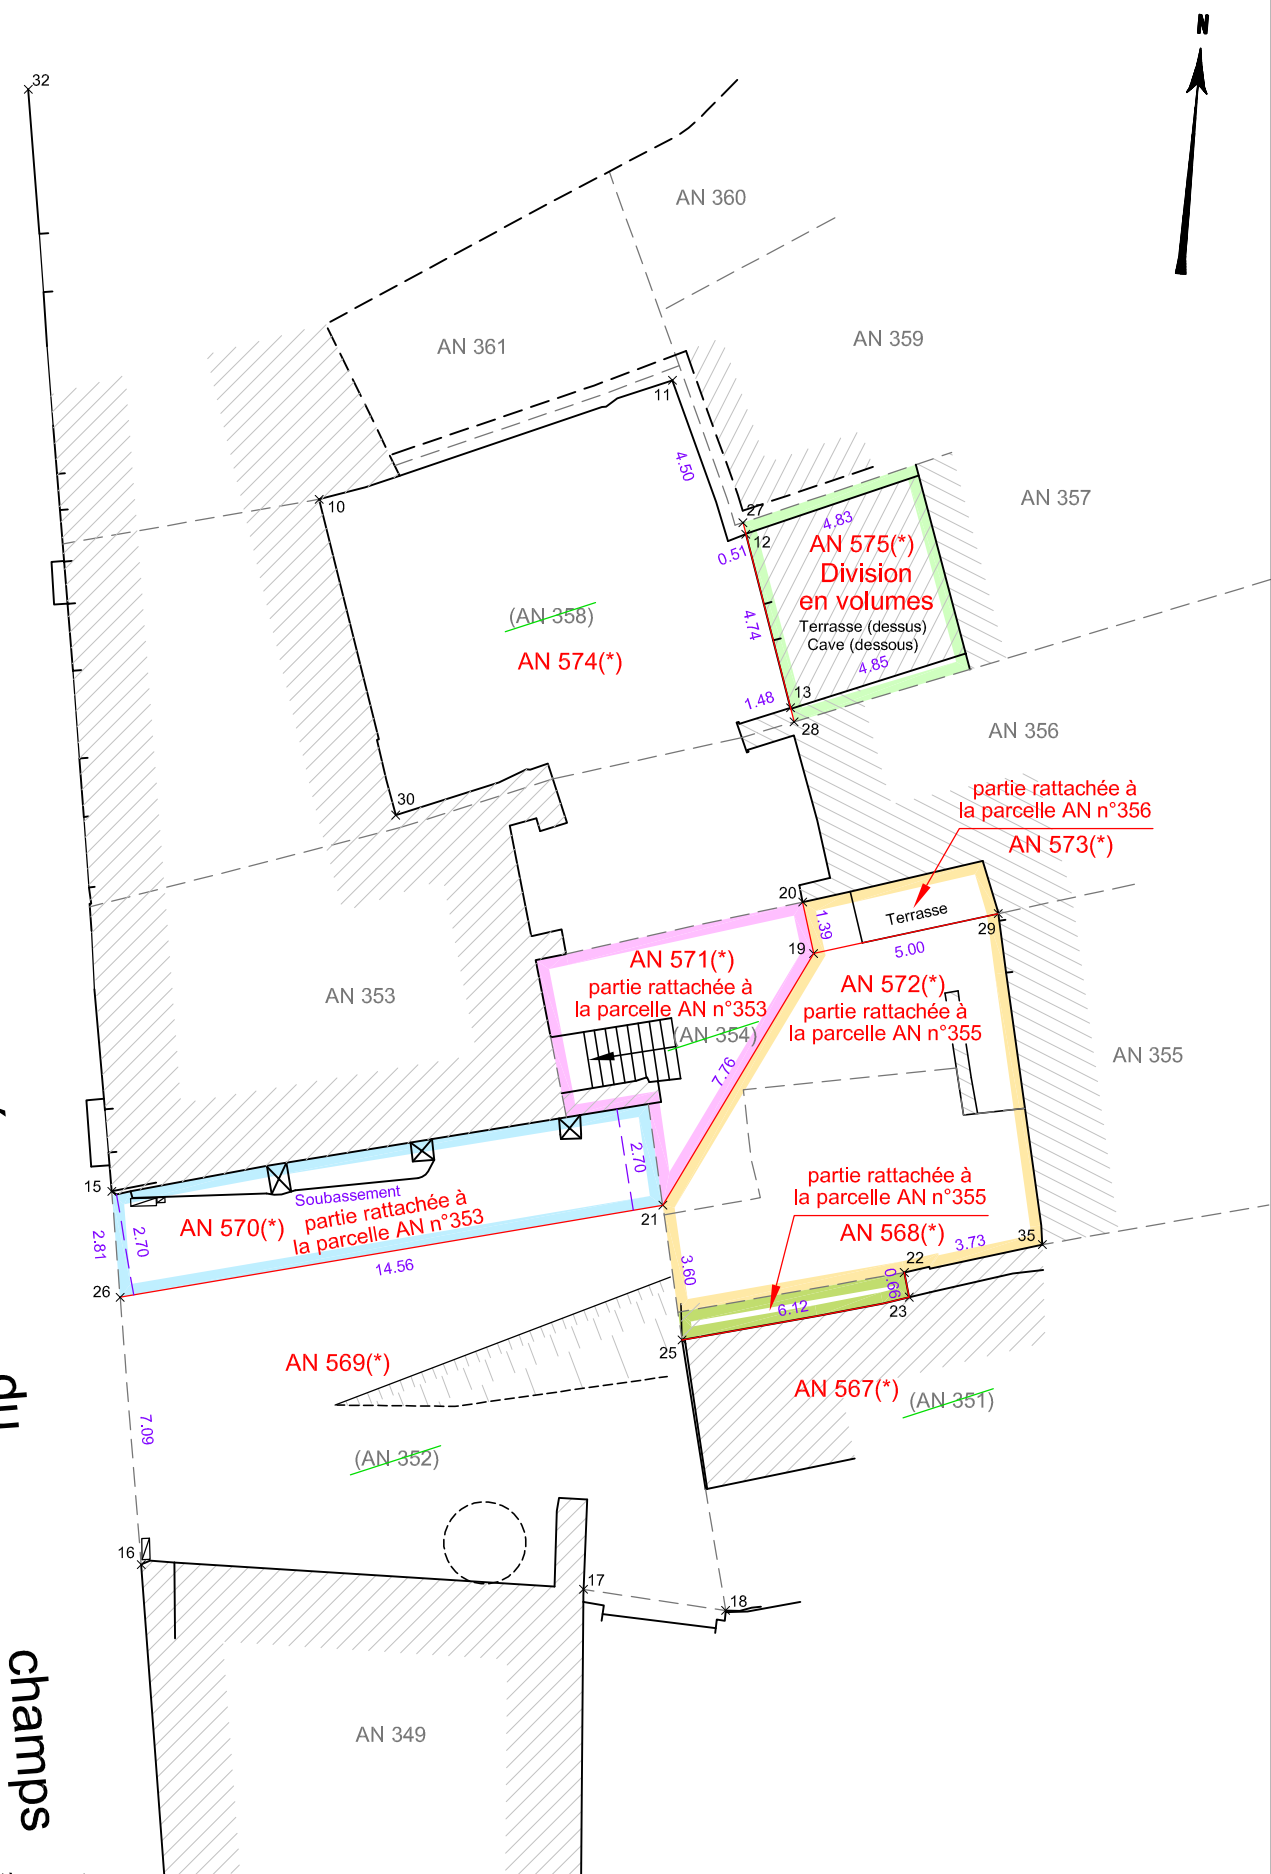 N
32
AN 360
AN 361
AN 359
11
4.50
10
27
12
0.51
4.83
AN 357
AN 575(*)
Division
en volumes
Terrasse (dessus)
Cave (dessous)
4.74
4.85
(AN 358)
AN 574(*)
1.48
13
28
AN 356
30
partie rattachée à
la parcelle AN n°356
AN 573(*)
20
1.39
Terrasse
19
29
5.00
AN 571(*)
partie rattachée à
la parcelle AN n°353
AN 572(*)
partie rattachée à
la parcelle AN n°355
AN 353
(AN 354)
AN 355
7.76
2.70
15
Soubassement
AN 570(*)
partie rattachée à
la parcelle AN n°353
2.81
2.70
21
14.56
26
partie rattachée à
la parcelle AN n°355
AN 568(*)
35
3.73
22
3.60
0.66
6.12
23
25
AN 569(*)
AN 567(*)
(AN 351)
du
7.09
(AN 352)
16
17
18
champs
AN 349